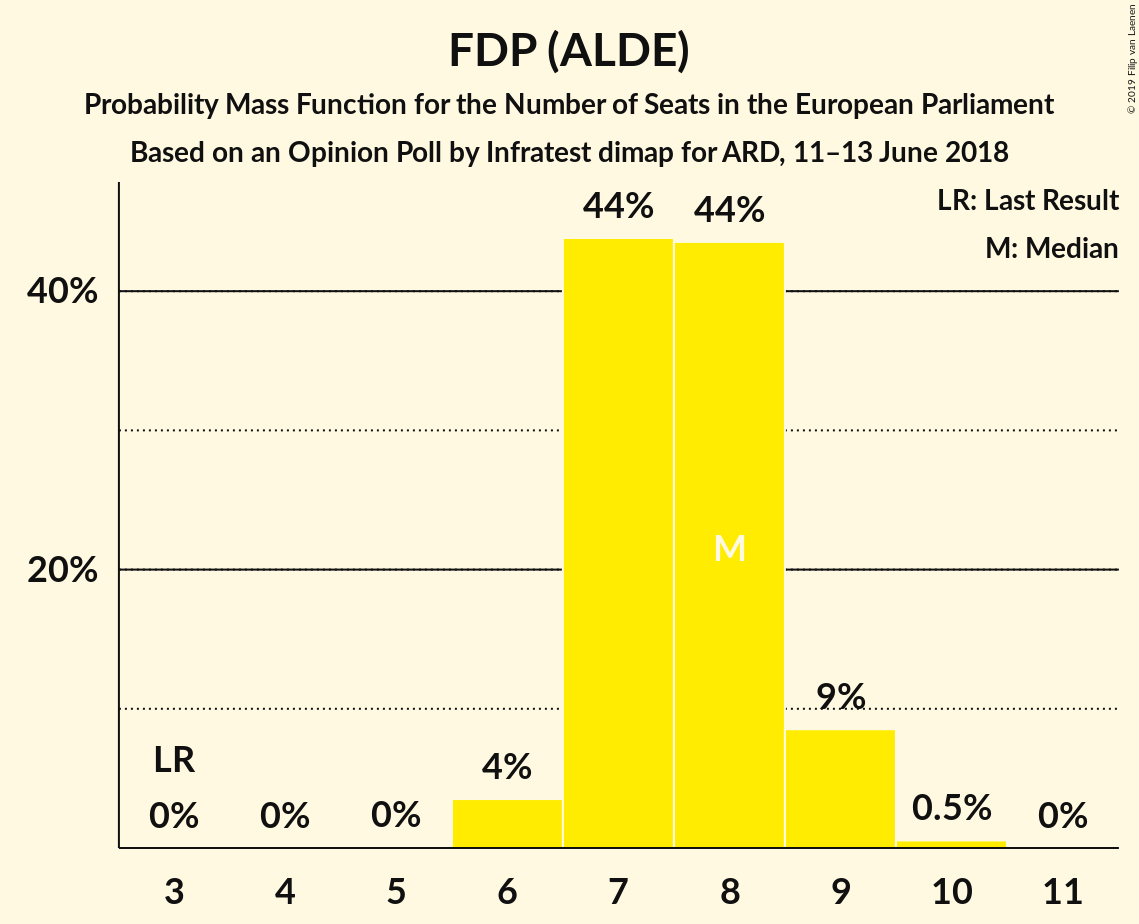 FDP (ALDE)
Probability Mass Function for the Number of Seats in the European Parliament
Based on an Opinion Poll by Infratest dimap for ARD, 11–13 June 2018
© 2019 Filip van Laenen
LR: Last Result
M: Median
44% 44%
40%
M
20%
9%
LR
4%
0% 0% 0% 0.5% 0%
3 4 5 6 7 8 9 10 11